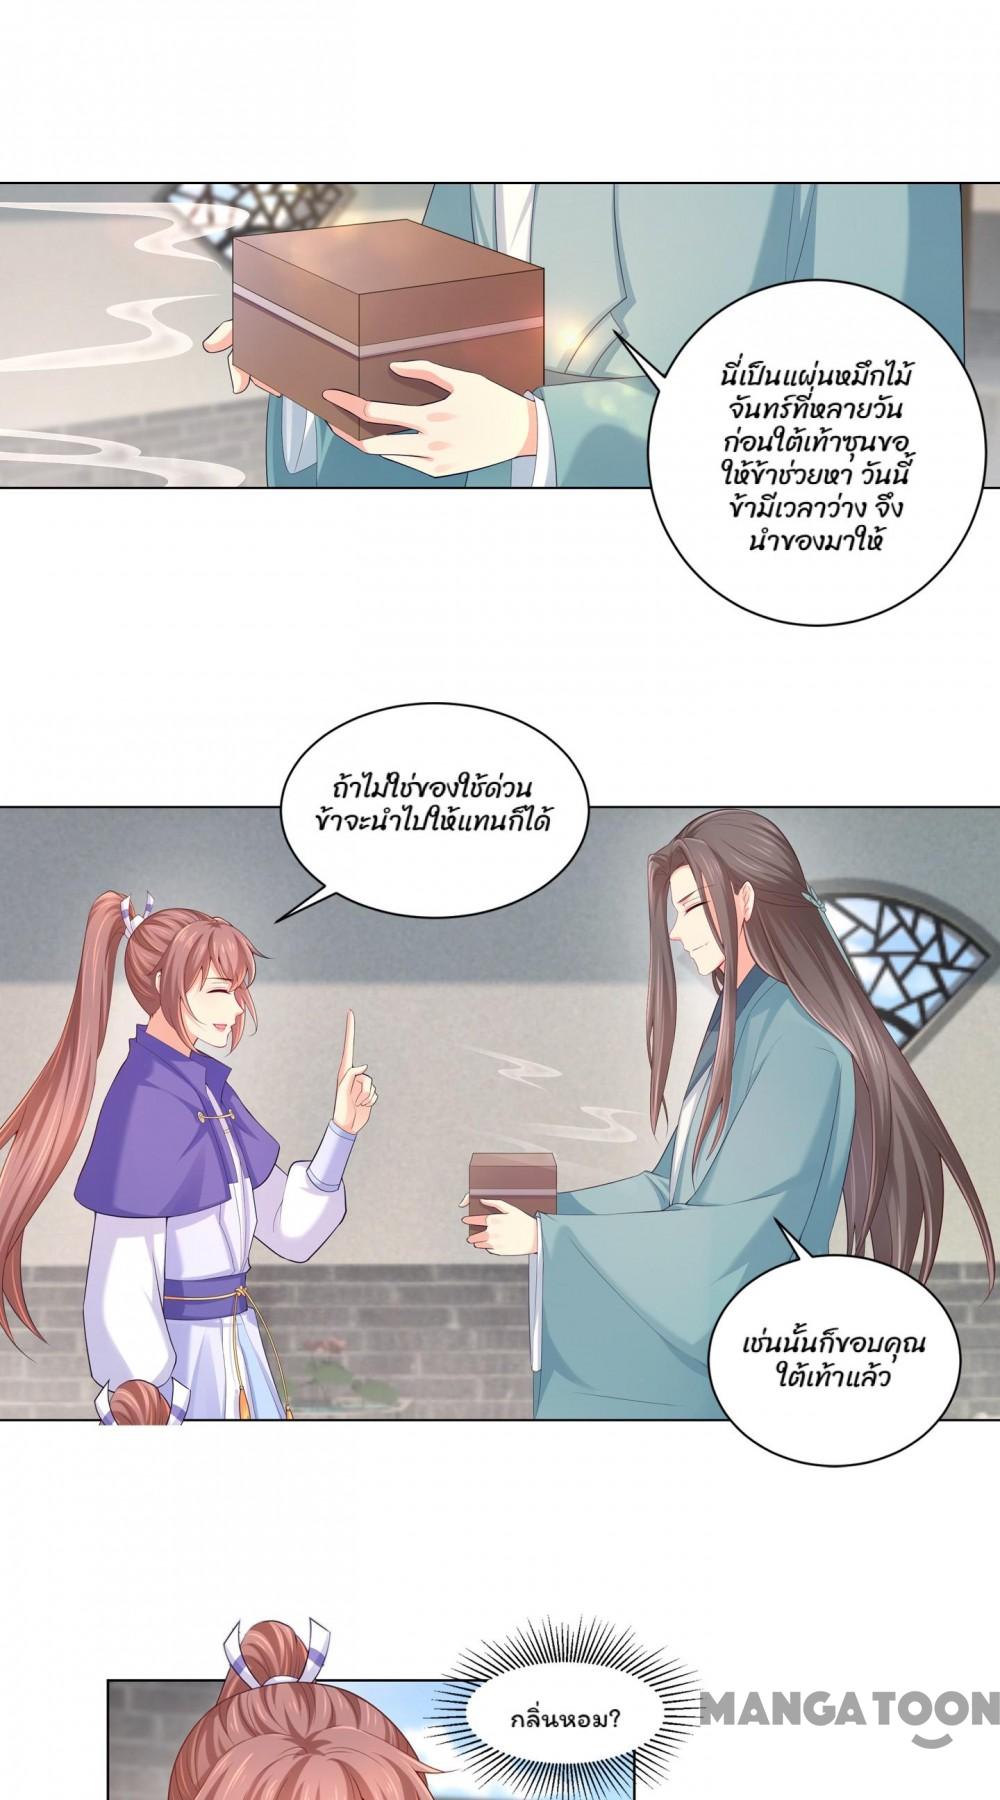 นี่เป็นแผ่นหมึกไม้
จันทร์ที่หลายวัน
ก่อนใต้เท้าซุนขอ
ให้ข้าช่วยหา วันนี้
ข้ามีเวลาว่าง จึง
นำของมาให้
ถ้าไม่ใช่ของใช้ด่วน
ข้าจะนำไปให้แทนก็ได้
เช่นนั้นก็ขอบคุณ
ใต้เท้าแล้ว
กลิ่นหอม?
MANGATOON